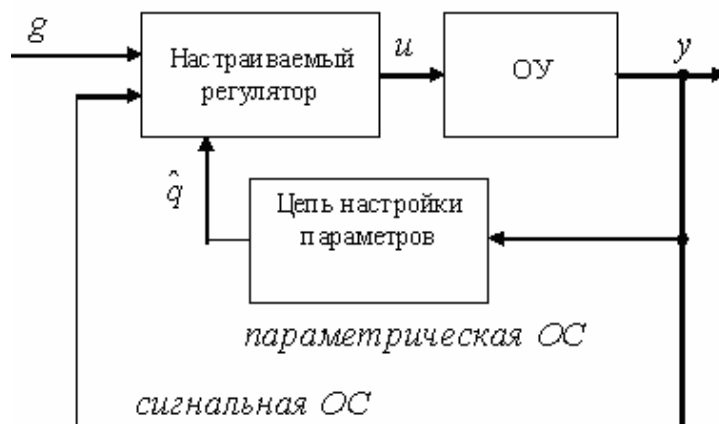 g
Настраиваемый
регулятор
u
ОУ
y
q̂
Цепь настройки
параметров
параметрическая ОС
сигнальная ОС